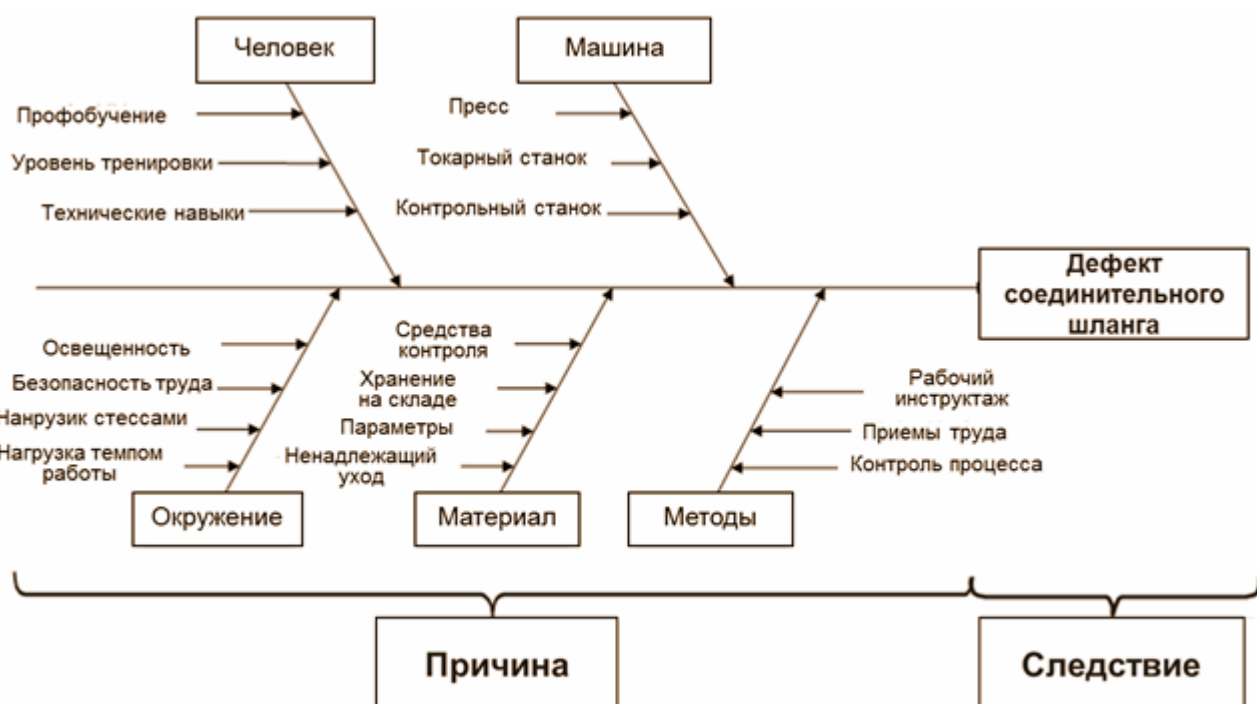 Человек
Машина
Профобучение
Уровень тренировки
Технические навыки
Пресс
Токарный станок
Контрольный станок
Дефект
соединительного
шланга
Освещенность
Безопасность труда
Нанрузик стессами
Нагрузка темпом
работы
Средства
контроля
Хранение
на складе
Параметры
Ненадлежащий
уход
Рабочий
инструктаж
Приемы труда
Контроль процесса
Окружение
Материал
Методы
Причина
Следствие